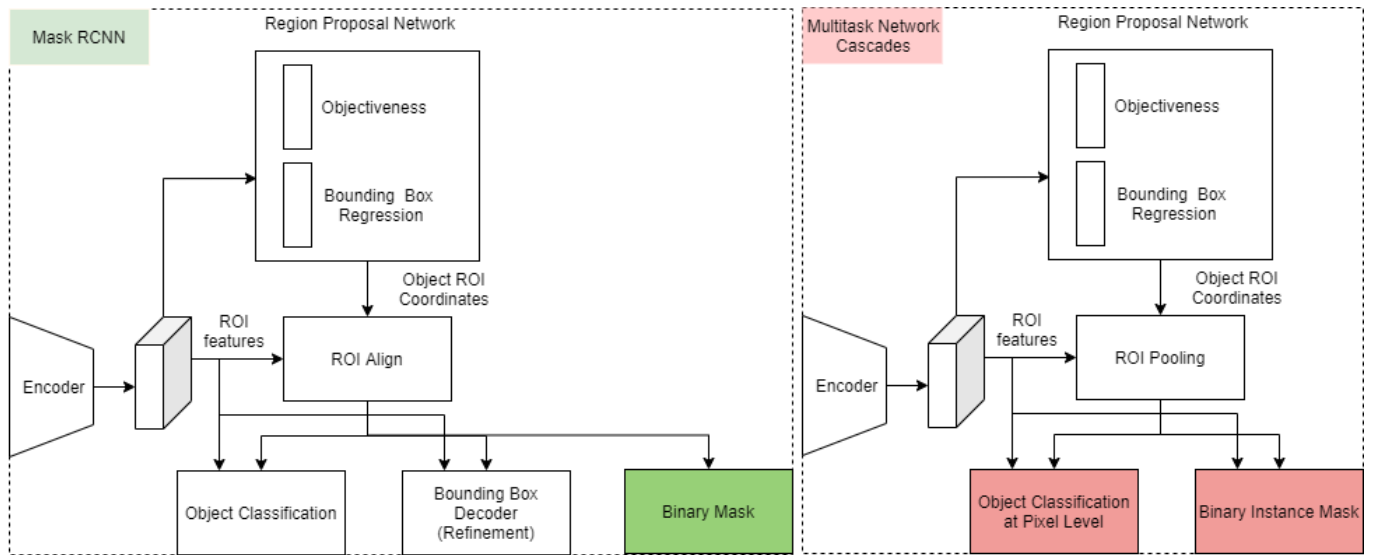 Mask RCNN
Region Proposal Network
Objectiveness
Bounding Box
Regression
Object ROI
Coordinates
ROI
features
ROI Align
Encoder
Object Classification
Bounding Box
Decoder
(Refinement)
Binary Mask
Multitask Network
Cascades
Region Proposal Network
Objectiveness
Bounding Box
Regression
Object ROI
Coordinates
ROI
features
ROI Pooling
Encoder
Object Classification
at Pixel Level
Binary Instance Mask